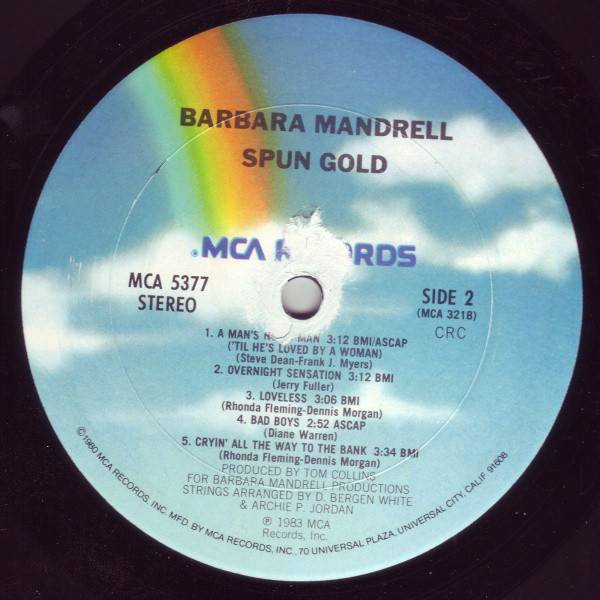 BARBARA MANDRELL
SPUN GOLD
MCA
MCA 5377
STEREO
SIDE 2
(MCA 3218)
CRC
1. A MAN'S MAN 3:12 BMI/ASCAP
('TIL HE'S LOVED BY A WOMAN)
(Steve Dean-Frank J. Myers)
2. OVERNIGHT SENSATION 3:12 BMI
(Jerry Fuller)
3. LOVELESS 3:06 BMI
(Rhonda Fleming-Dennis Morgan)
4. BAD BOYS 2:52 ASCAP
(Diane Warren)
5. CRYIN' ALL THE WAY TO THE BANK 3:34 BMI
(Rhonda Fleming-Dennis Morgan)
PRODUCED BY TOM COLLINS
FOR BARBARA MANDRELL PRODUCTIONS
STRINGS ARRANGED BY D. BERGEN WHITE
& ARCHIE P. JORDAN
℗ 1983 MCA
Records, Inc.
©1980 MCA RECORDS, INC. MFD. BY MCA RECORDS, INC., 70 UNIVERSAL PLAZA, UNIVERSAL CITY, CALIF. 91608